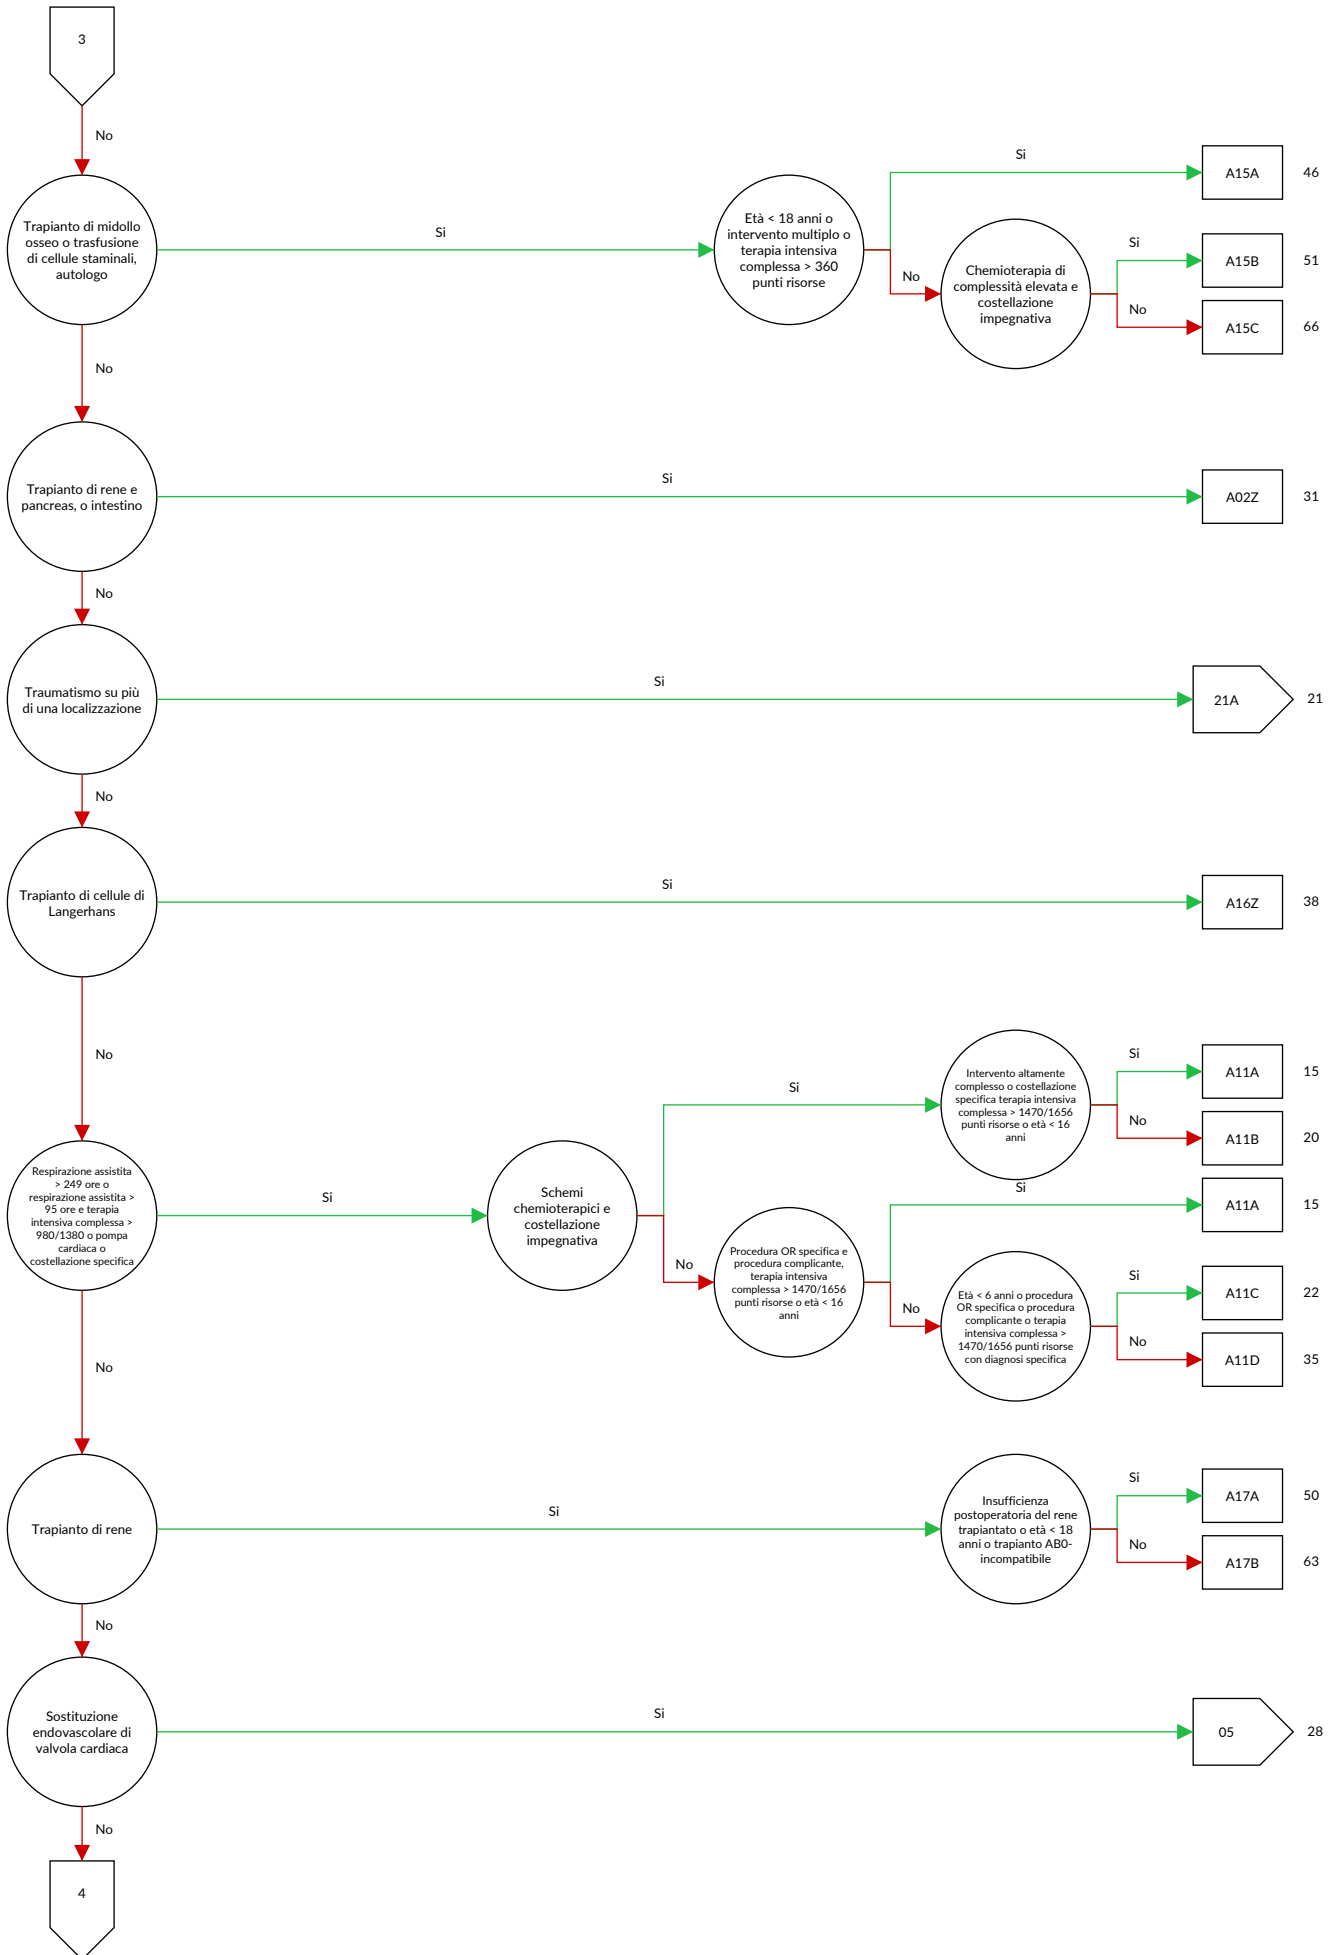 3
No
Trapianto di midollo
osseo o trasfusione
di cellule staminali,
autologo
Si
Età < 18 anni o
intervento multiplo o
terapia intensiva
complessa > 360
punti risorse
Si
A15A
46
No
Chemioterapia di
complessità elevata e
costellazione
impegnativa
Si
A15B
51
No
A15C
66
No
Trapianto di rene e
pancreas, o intestino
Si
A02Z
31
No
Traumatismo su più
di una localizzazione
Si
21A
21
No
Trapianto di cellule di
Langerhans
Si
A16Z
38
No
Respirazione assistita
> 249 ore o
respirazione assistita >
95 ore e terapia
intensiva complessa >
980/1380 o pompa
cardiaca o
costellazione specifica
Si
Schemi
chemioterapici e
costellazione
impegnativa
Si
Intervento altamente
complesso o costellazione
specifica terapia intensiva
complessa > 1470/1656
punti risorse o età < 16
anni
Si
A11A
15
No
A11B
20
No
Procedura OR specifica e
procedura complicante,
terapia intensiva
complessa > 1470/1656
punti risorse o età < 16
anni
Si
A11A
15
No
Età < 6 anni o procedura
OR specifica o procedura
complicante o terapia
intensiva complessa >
1470/1656 punti risorse
con diagnosi specifica
Si
A11C
22
No
A11D
35
No
Trapianto di rene
Si
Insufficienza
postoperatoria del rene
trapiantato o età < 18
anni o trapianto AB0-
incompatibile
Si
A17A
50
No
A17B
63
No
Sostituzione
endovascolare di
valvola cardiaca
Si
05
28
No
4